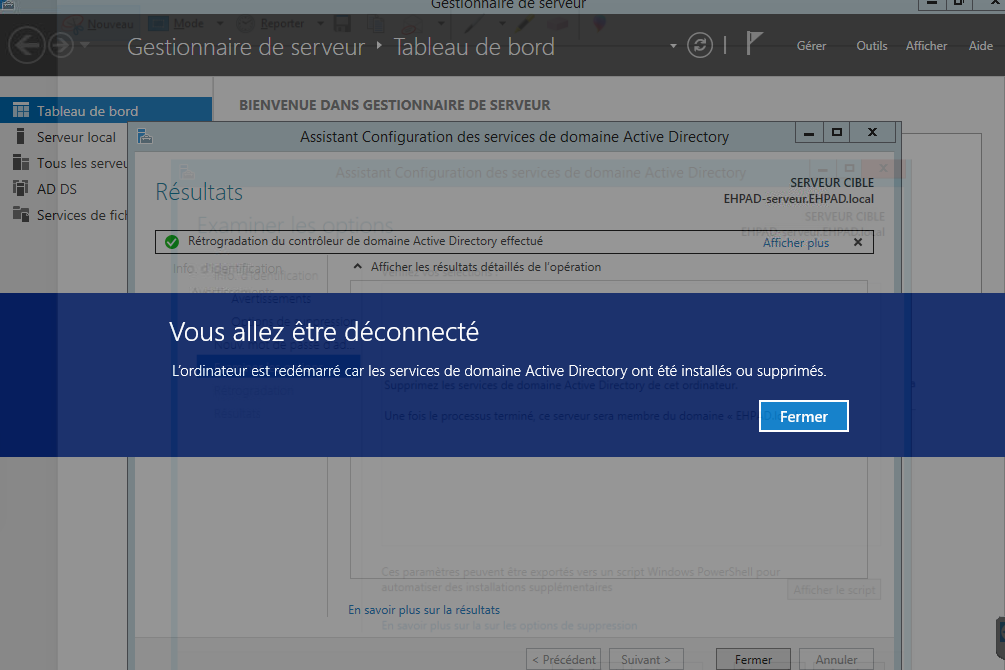 Gestionnaire de serveur
Nouveau Mode Reporter
Gestionnaire de serveur Tableau de bord
Gérer Outils Afficher Aide
BIENVENUE DANS GESTIONNAIRE DE SERVEUR
Tableau de bord
Serveur local
Tous les serveu
AD DS
Services de fich
Assistant Configuration des services de domaine Active Directory
Assistant Configuration des services de domaine Active Directory
Résultats
SERVEUR CIBLE
EHPAD-serveur.EHPAD.local
Examiner les options
SERVEUR CIBLE
EHPAD-serveur.EHPAD.local
Rétrogradation du contrôleur de domaine Active Directory effectué
Afficher plus
Afficher les résultats détaillés de l'opération
Info. d'identification
Info. d'identification
Avertissements
Avertissements
Vous allez être déconnecté
L'ordinateur est redémarré car les services de domaine Active Directory ont été installés ou supprimés.
Supprimez les services de domaine Active Directory de cet ordinateur.
Une fois le processus terminé, ce serveur sera membre du domaine « EHP
Fermer
Ces paramètres peuvent être exportés vers un script Windows PowerShell pour
automatiser des installations supplémentaires
Afficher le script
En savoir plus sur la résultats
En savoir plus sur la sur les options de suppression
< Précédent Suivant > Fermer Annuler